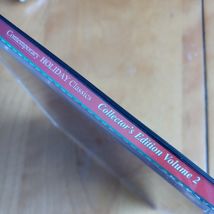 Contemporary HOLIDAY Classics
Collector's Edition Volume 2